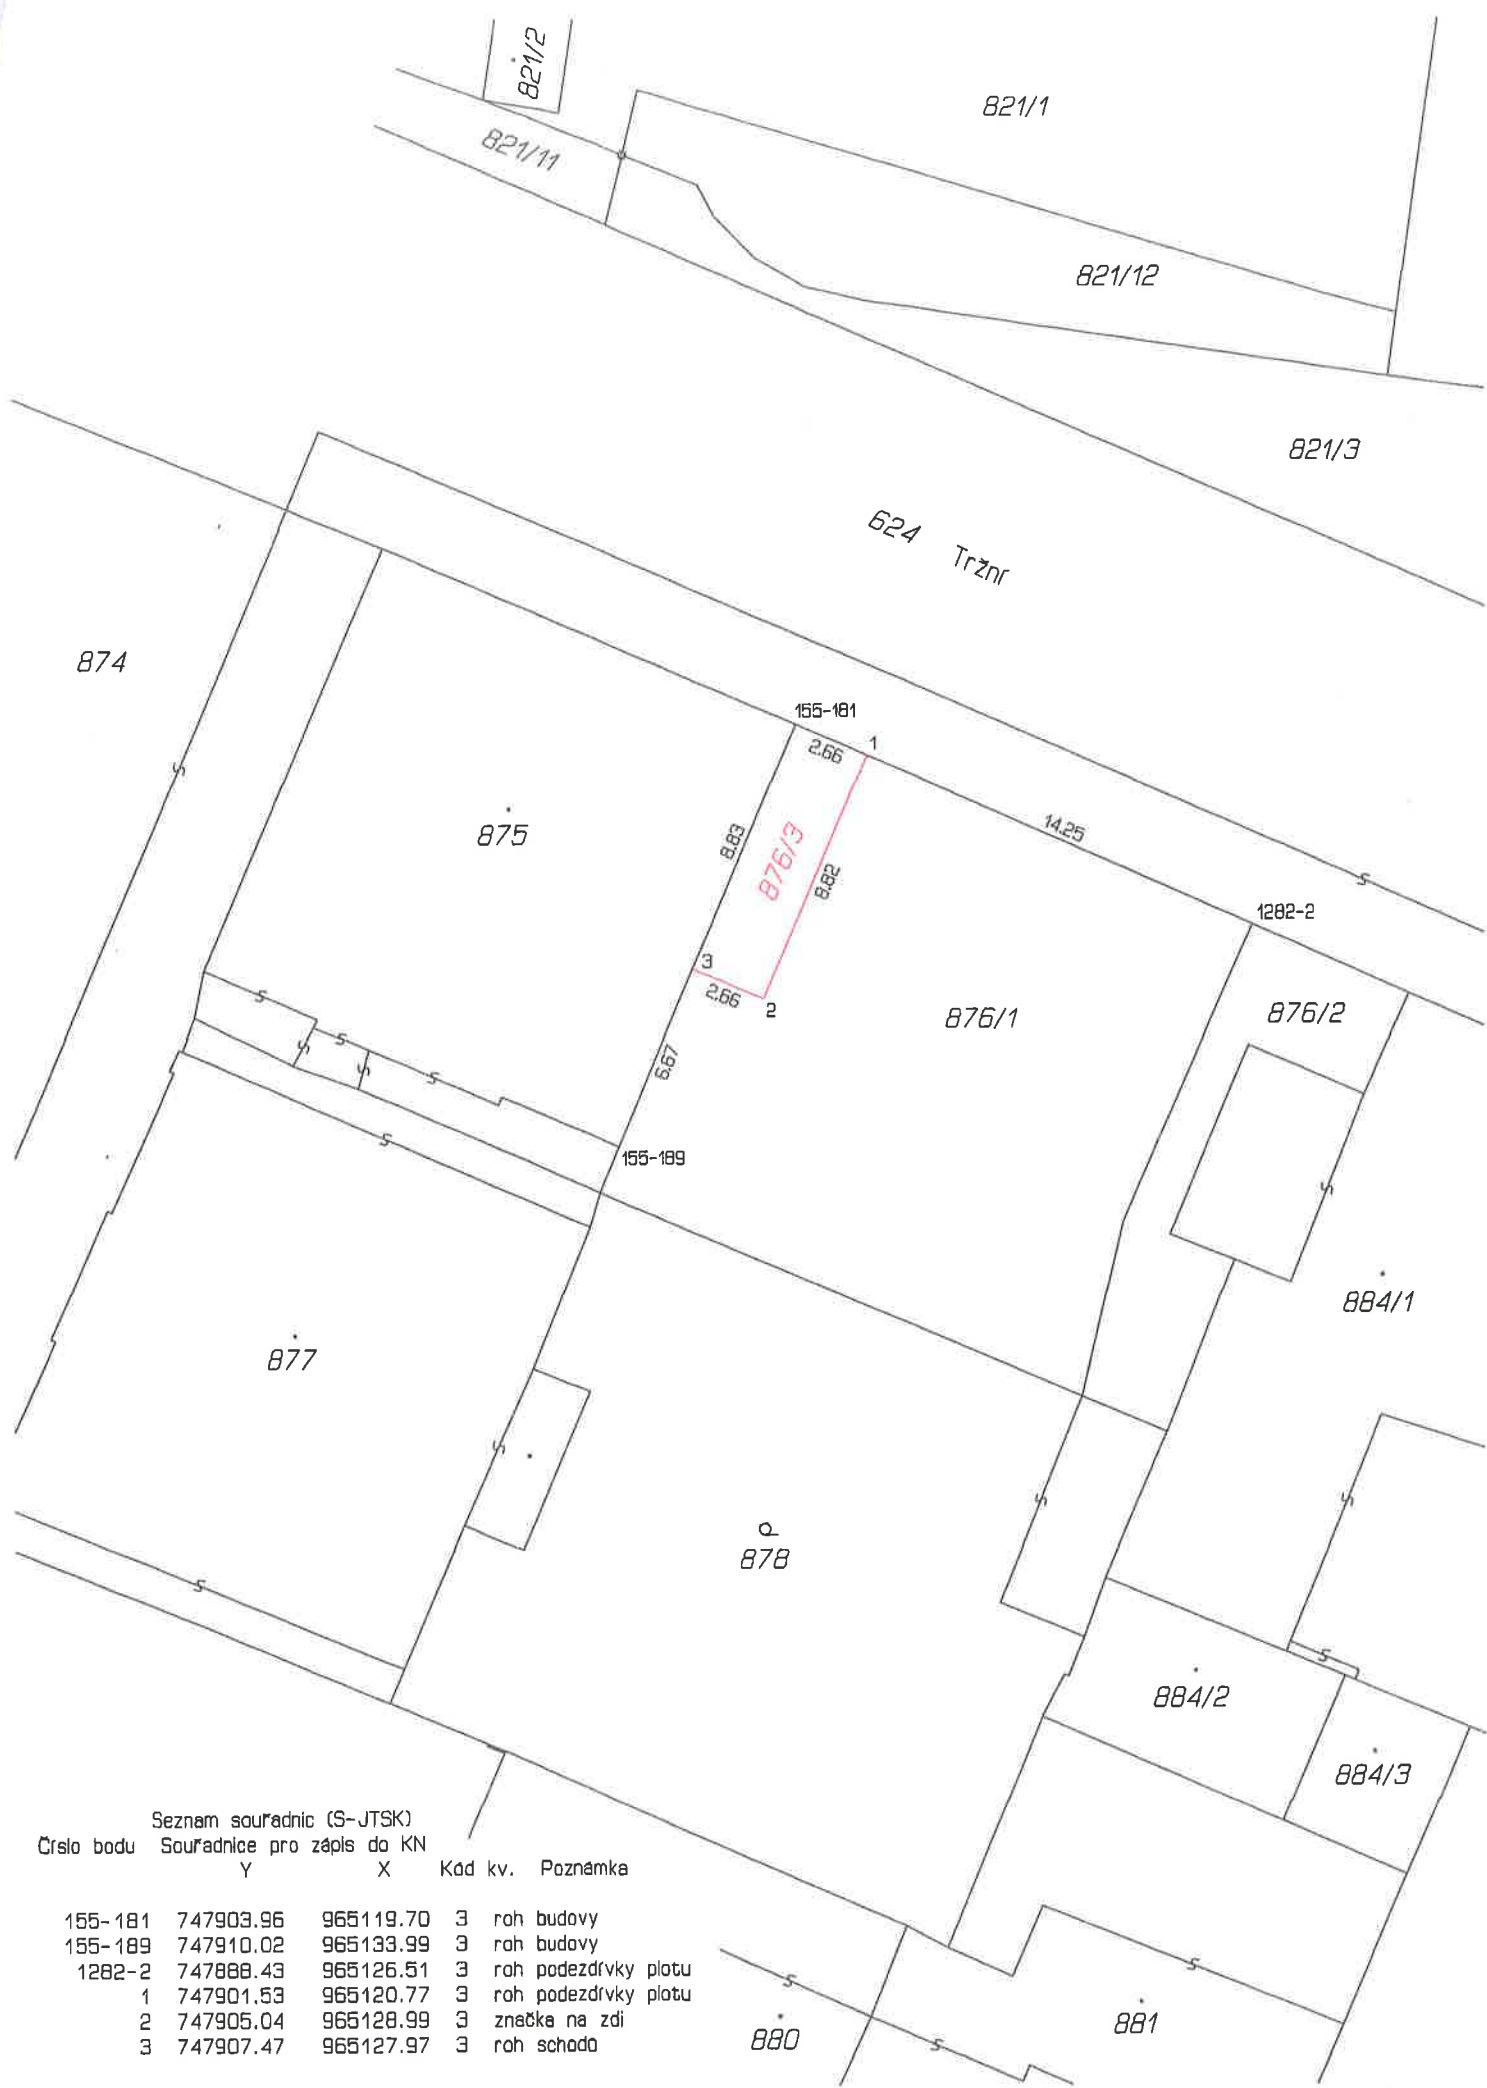 821/2
821/1
821/11
821/12
821/3
624 Tržnr
874
155-181
1
2.66
875
8.83
876/3
8.82
14.25
1282-2
3
2.66
2
876/1
876/2
6.67
155-189
884/1
877
878
884/2
884/3
Seznam souřadnic (S-JTSK)
Črslo bodu Souřadnice pro zápis do KN
Y X Kód kv. Poznámka
155-181 747903.96 965119.70 3 roh budovy
155-189 747910.02 965133.99 3 roh budovy
1282-2 747888.43 965126.51 3 roh podezdrvky plotu
1 747901.53 965120.77 3 roh podezdrvky plotu
2 747905.04 965128.99 3 značka na zdi
3 747907.47 965127.97 3 roh schodo
880
881